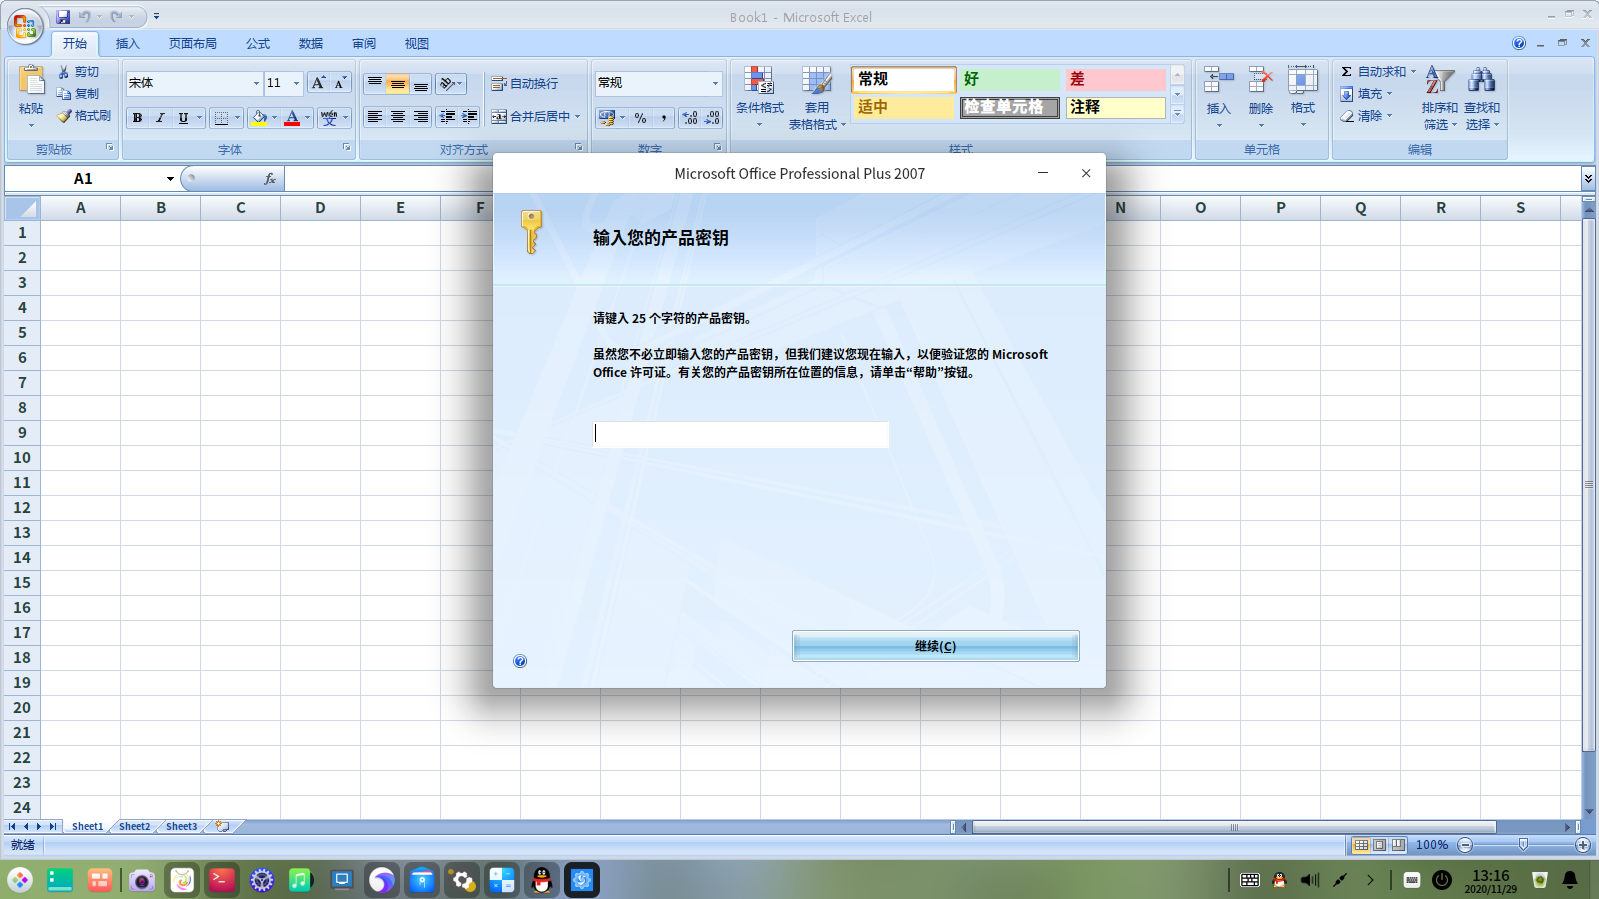 Book1 - Microsoft Excel
开始 插入 页面布局 公式 数据 审阅 视图
粘贴
剪切
复制
格式刷
剪贴板
宋体 11
B I U A wén
字体
自动换行
合并后居中
对齐方式
常规
% , .00 .00
数字
条件格式
套用
表格格式
常规 好 差
适中 检查单元格 注释
样式
插入 删除 格式
单元格
Σ 自动求和
填充
清除
排序和
筛选
查找和
选择
编辑
A1 fx
A B C D E F N O P Q R S
1
2
3
4
5
6
7
8
9
10
11
12
13
14
15
16
17
18
19
20
21
22
23
24
Microsoft Office Professional Plus 2007
输入您的产品密钥
请键入 25 个字符的产品密钥。
虽然您不必立即输入您的产品密钥，但我们建议您现在输入，以便验证您的 Microsoft
Office 许可证。有关您的产品密钥所在位置的信息，请单击“帮助”按钮。
继续(C)
Sheet1 Sheet2 Sheet3
就绪
100%
13:16
2020/11/29